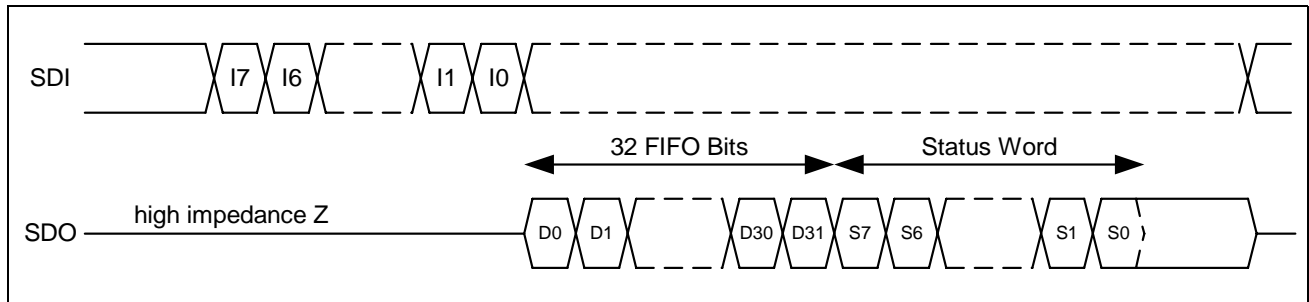 SDI I7 I6 I1 I0
32 FIFO Bits Status Word
high impedance Z
SDO D0 D1 D30 D31 S7 S6 S1 S0